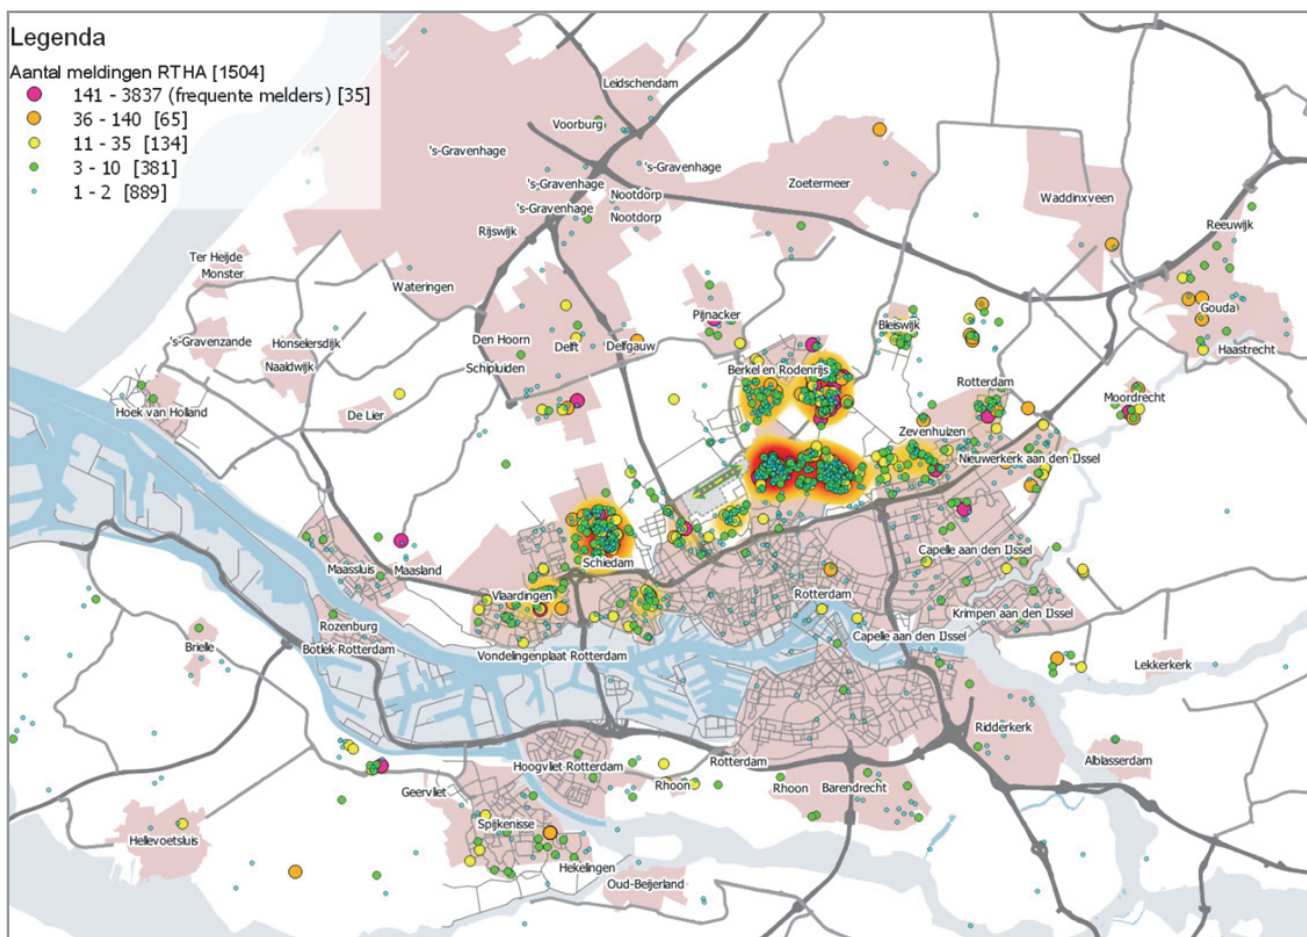 Legenda
Aantal meldingen RTHA [1504]
141 - 3837 (frequente melders) [35]
36 - 140 [65]
11 - 35 [134]
3 - 10 [381]
1 - 2 [889]
Leidschendam
Voorburg
's-Gravenhage
's-Gravenhage
's-Gravenhage
Zoetermeer
Nootdorp
Waddinxveen
's-Gravenhage
Nootdorp
Reeuwijk
Rijswijk
Ter Heijde
Monster
Wateringen
Gouda
Pijnacker
Bleiswijk
's-Gravenzande
Honselersdijk
Den Hoorn
Delft
Delfgauw
Haastrecht
Naaldwijk
Schipluiden
Berkel en Rodenrijs
Rotterdam
Moordrecht
Hoek van Holland
De Lier
Zevenhuizen
Nieuwerkerk aan den IJssel
Capelle aan den IJssel
Schiedam
Maassluis
Maasland
Vlaardingen
Rotterdam
Krimpen aan den IJssel
Rozenburg
Capelle aan den IJssel
Brielle
Botlek Rotterdam
Vondelingenplaat Rotterdam
Lekkerkerk
Ridderkerk
Hoogvliet Rotterdam
Rotterdam
Alblasserdam
Geervliet
Rhoon
Rhoon
Barendrecht
Spijkenisse
Hellevoetsluis
Hekelingen
Oud-Beijerland